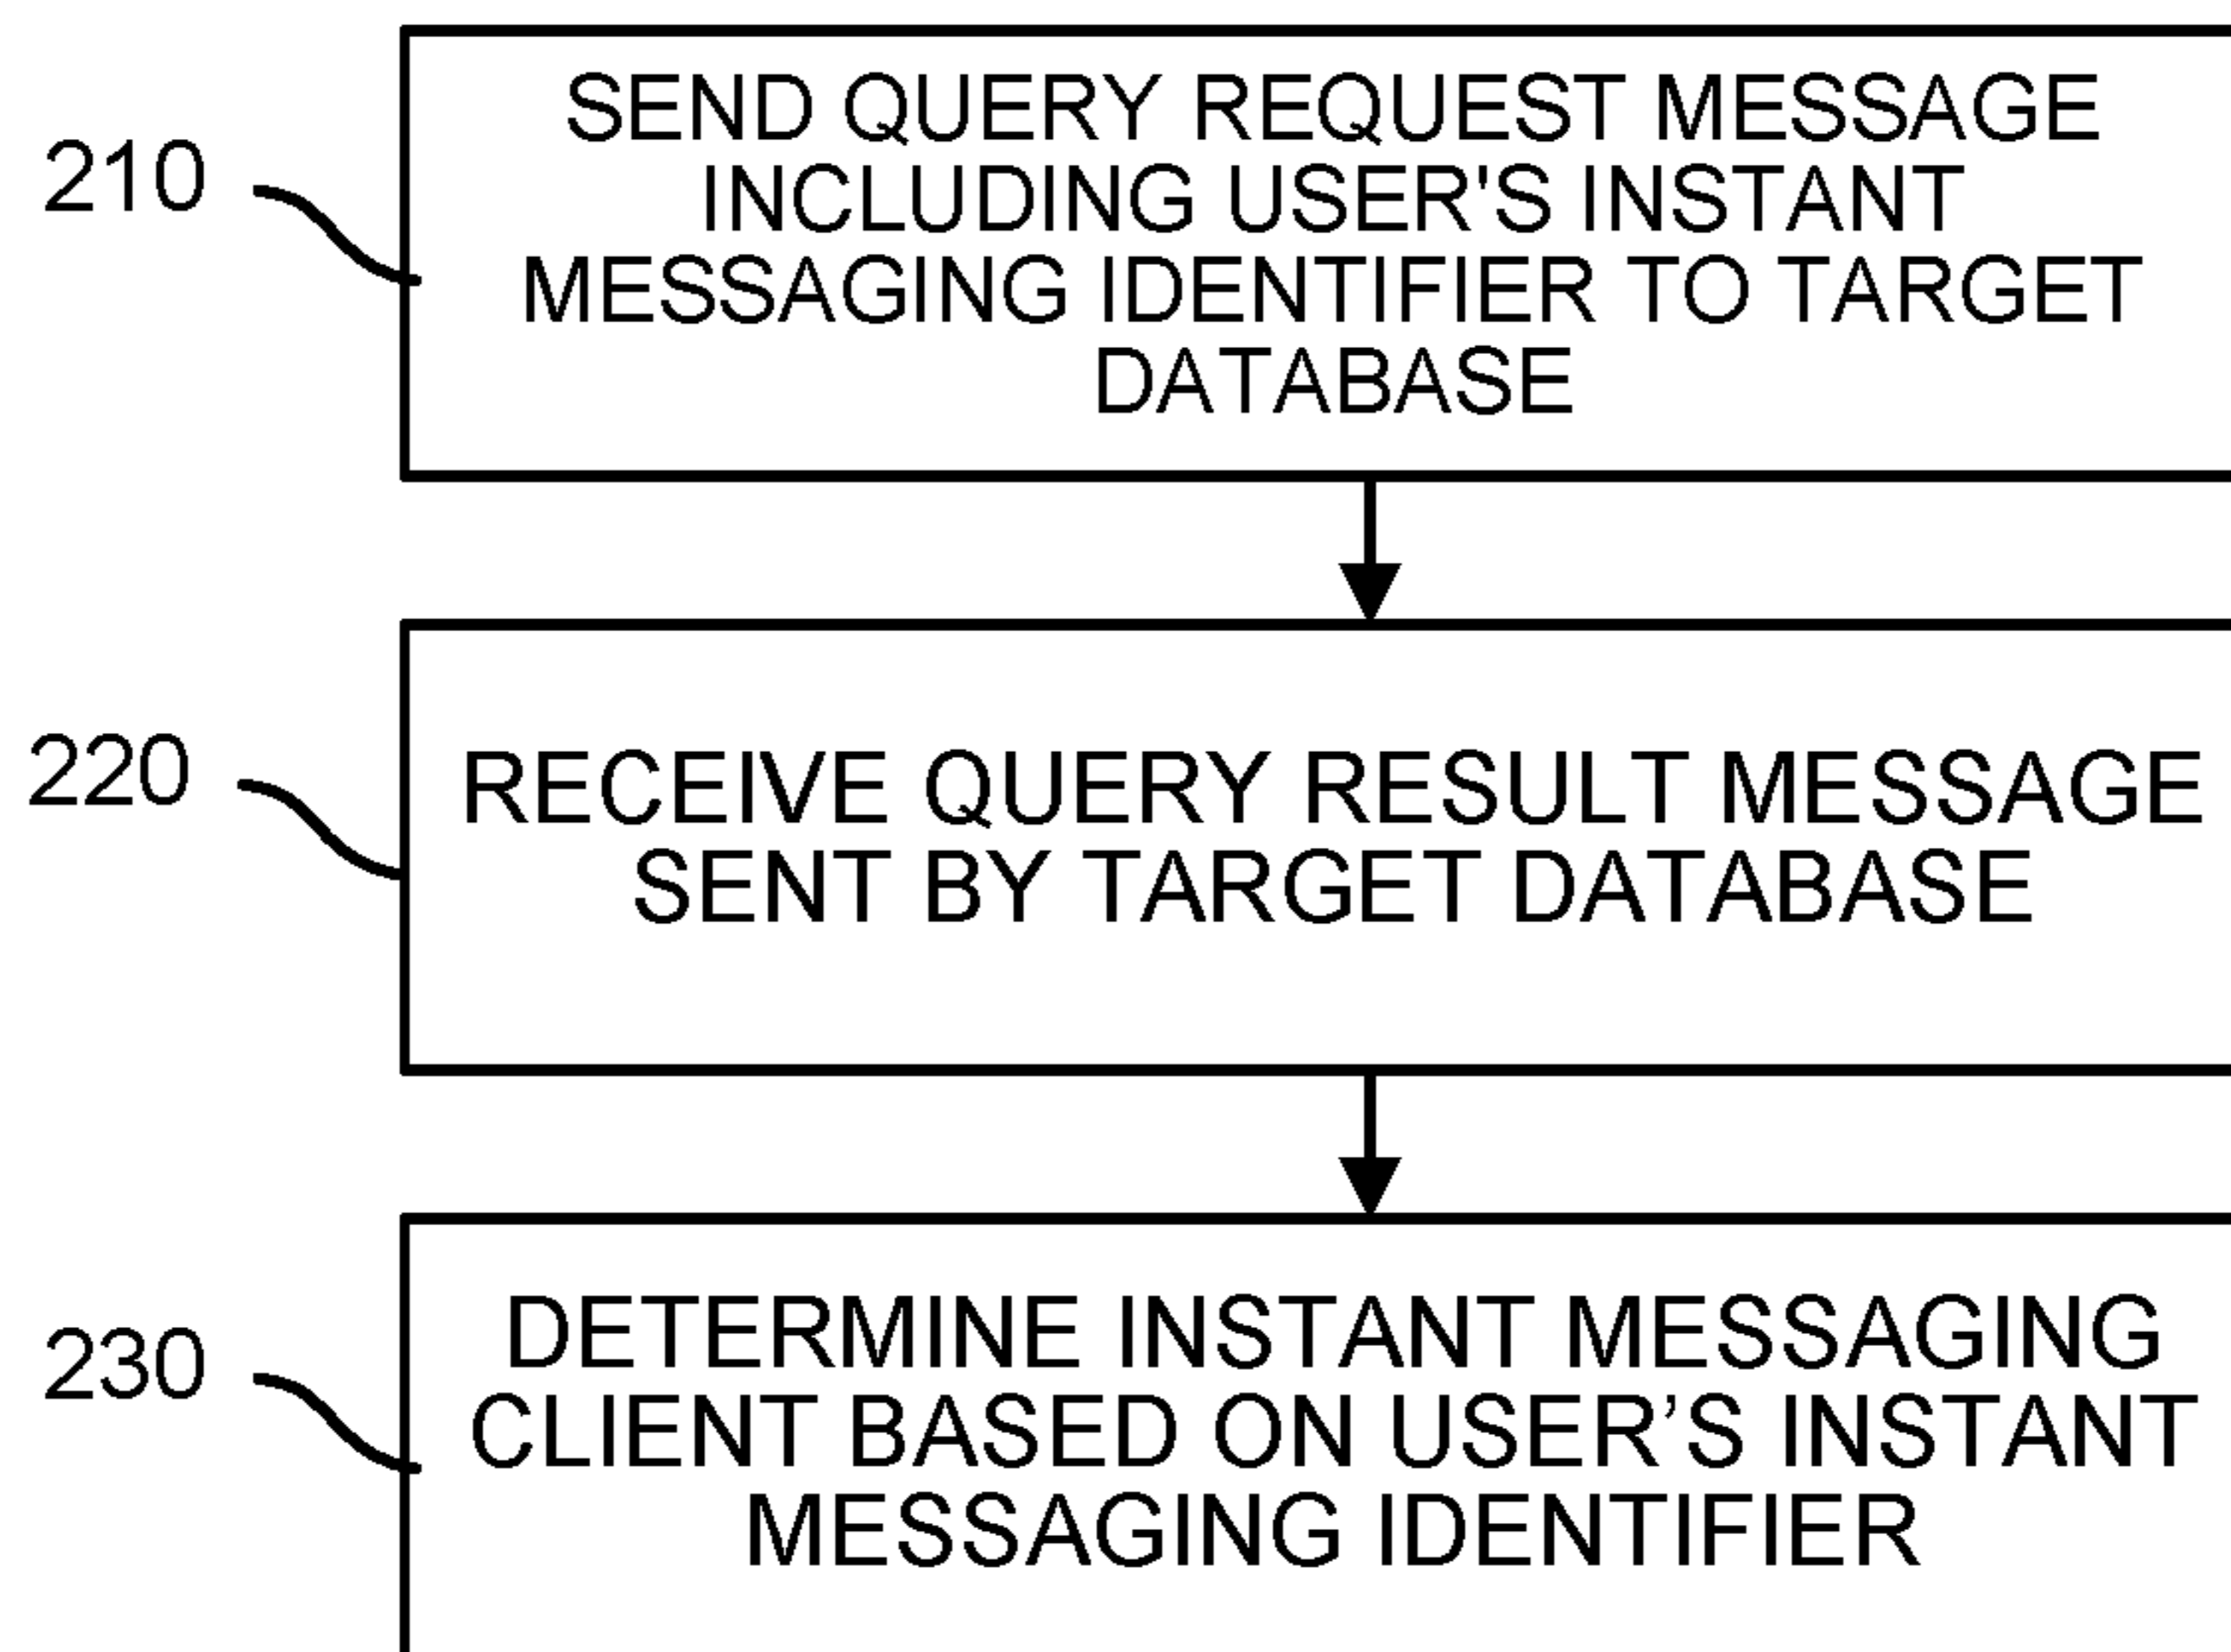 210
SEND QUERY REQUEST MESSAGE
INCLUDING USER'S INSTANT
MESSAGING IDENTIFIER TO TARGET
DATABASE
220
RECEIVE QUERY RESULT MESSAGE
SENT BY TARGET DATABASE
230
DETERMINE INSTANT MESSAGING
CLIENT BASED ON USER’S INSTANT
MESSAGING IDENTIFIER